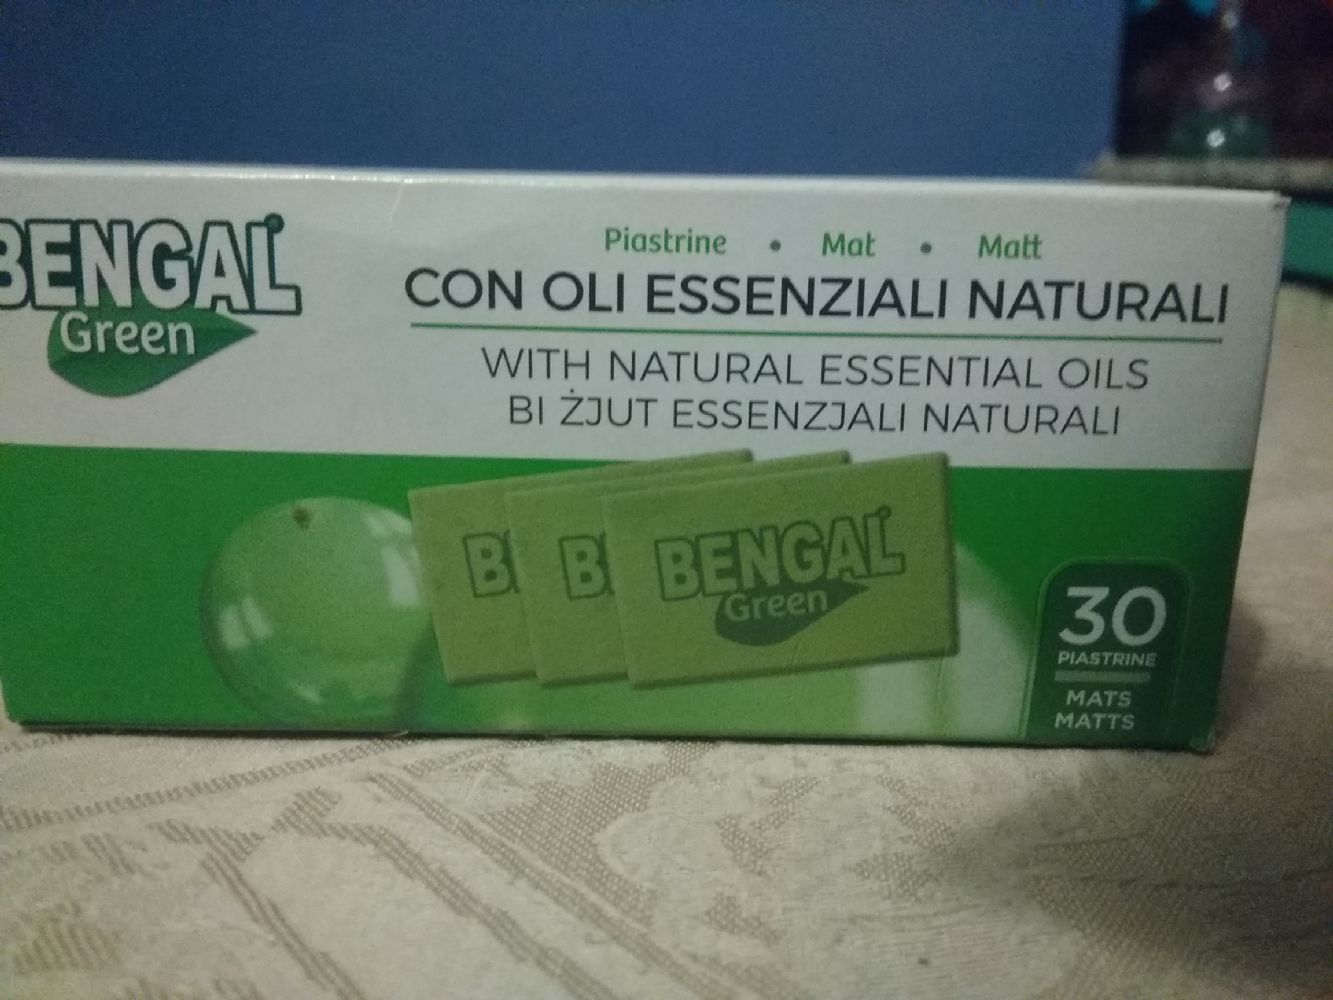 BENGAL
Green
Piastrine • Mat • Matt
CON OLI ESSENZIALI NATURALI
WITH NATURAL ESSENTIAL OILS
BI ŻJUT ESSENZJALI NATURALI
B
B
BENGAL
Green
30
PIASTRINE
MATS
MATTS